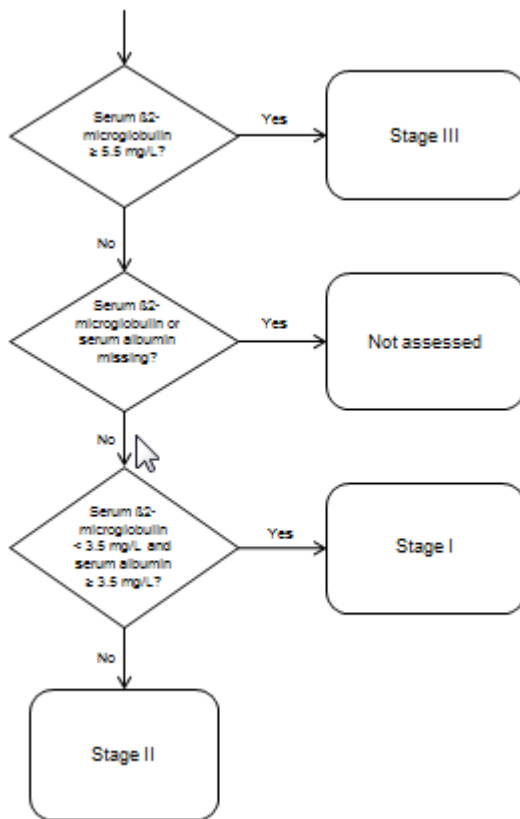 Serum ß2-
microglobulin
≥ 5.5 mg/L?
Yes
Stage III
No
Serum ß2-
microglobulin or
serum albumin
missing?
Yes
Not assessed
No
Serum ß2-
microglobulin
< 3.5 mg/L and
serum albumin
≥ 3.5 mg/L?
Yes
Stage I
No
Stage II